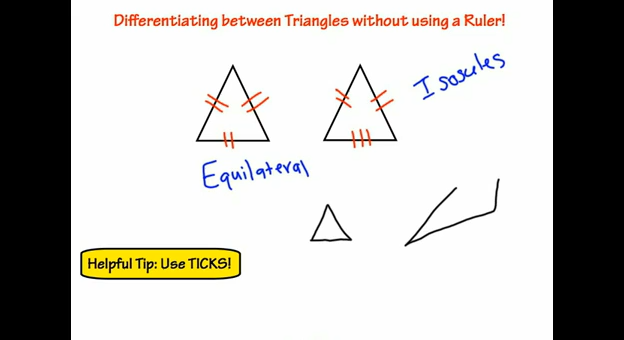 Differentiating between Triangles without using a Ruler!
Isosceles
Equilateral
Helpful Tip: Use TICKS!